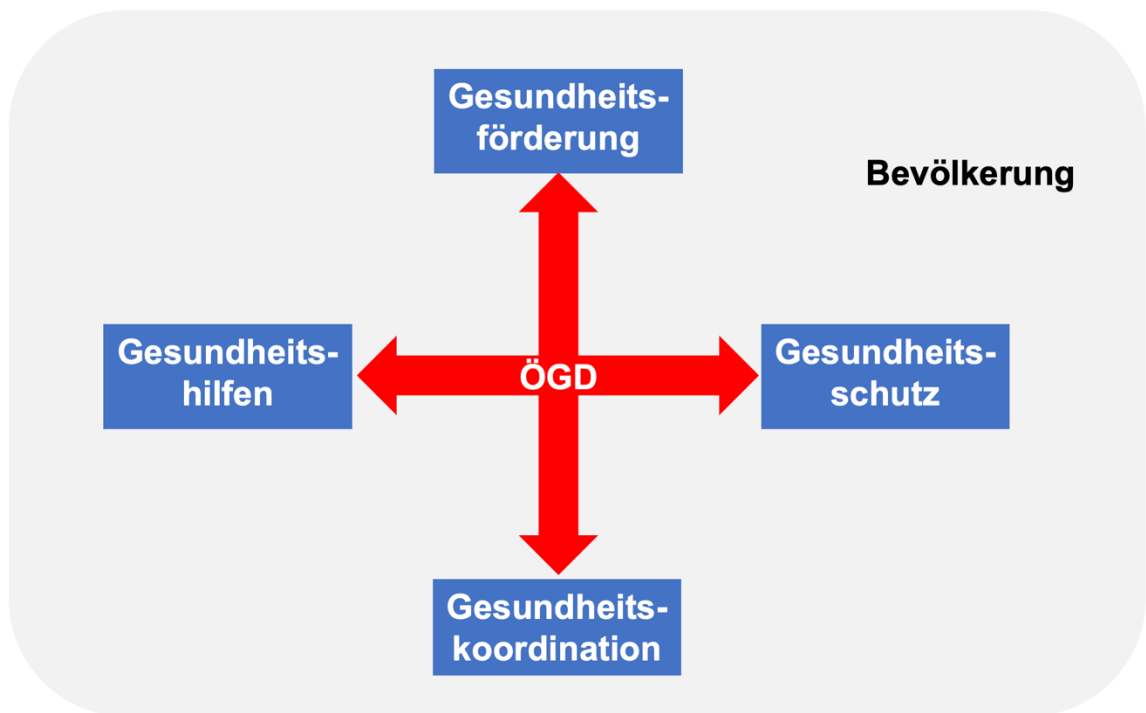 Gesundheits-
förderung
Bevölkerung
Gesundheits-
hilfen
ÖGD
Gesundheits-
schutz
Gesundheits-
koordination